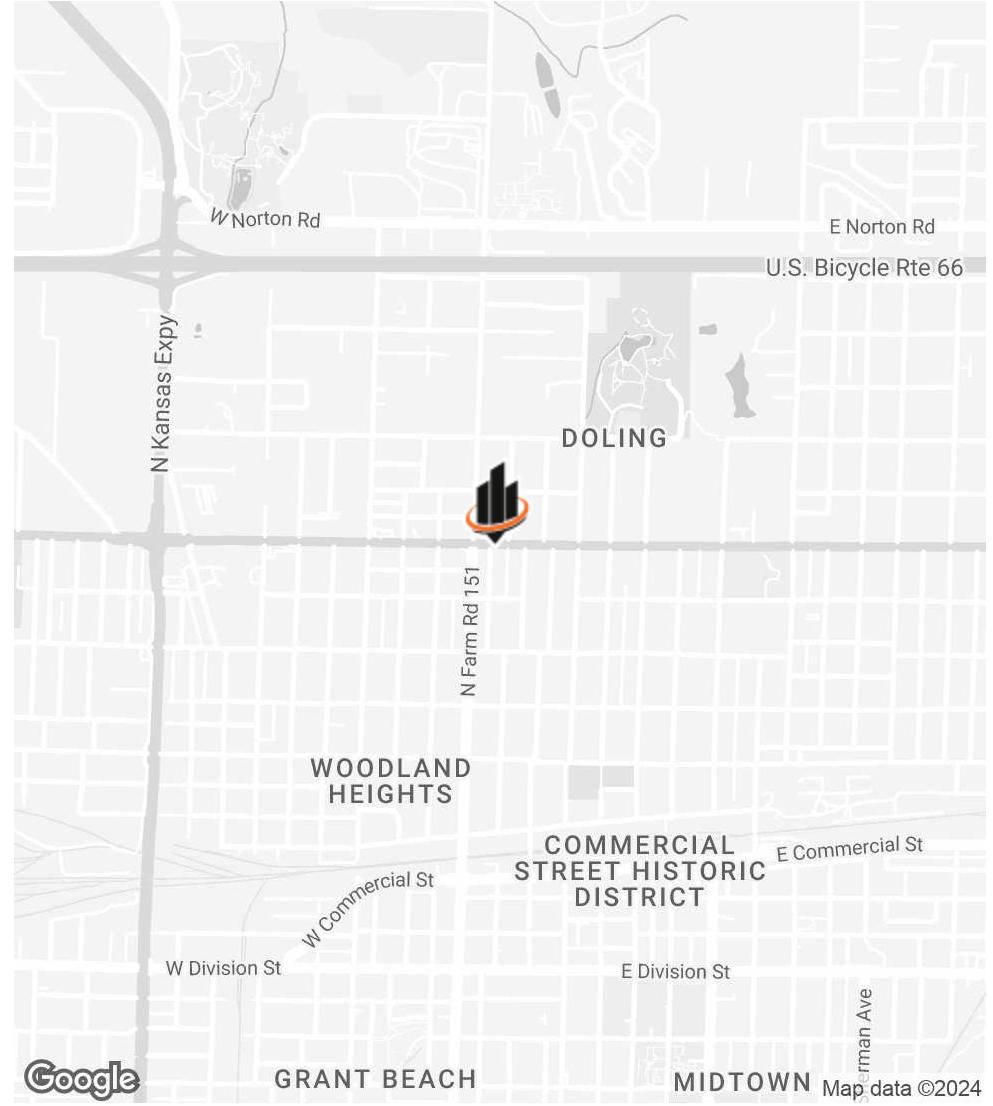 W Norton Rd
E Norton Rd
U.S. Bicycle Rte 66
N Kansas Expy
DOLING
N Farm Rd 151
WOODLAND
HEIGHTS
COMMERCIAL
STREET HISTORIC
DISTRICT
E Commercial St
W Commercial St
W Division St
E Division St
Google
GRANT BEACH
MIDTOWN
Map data ©2024